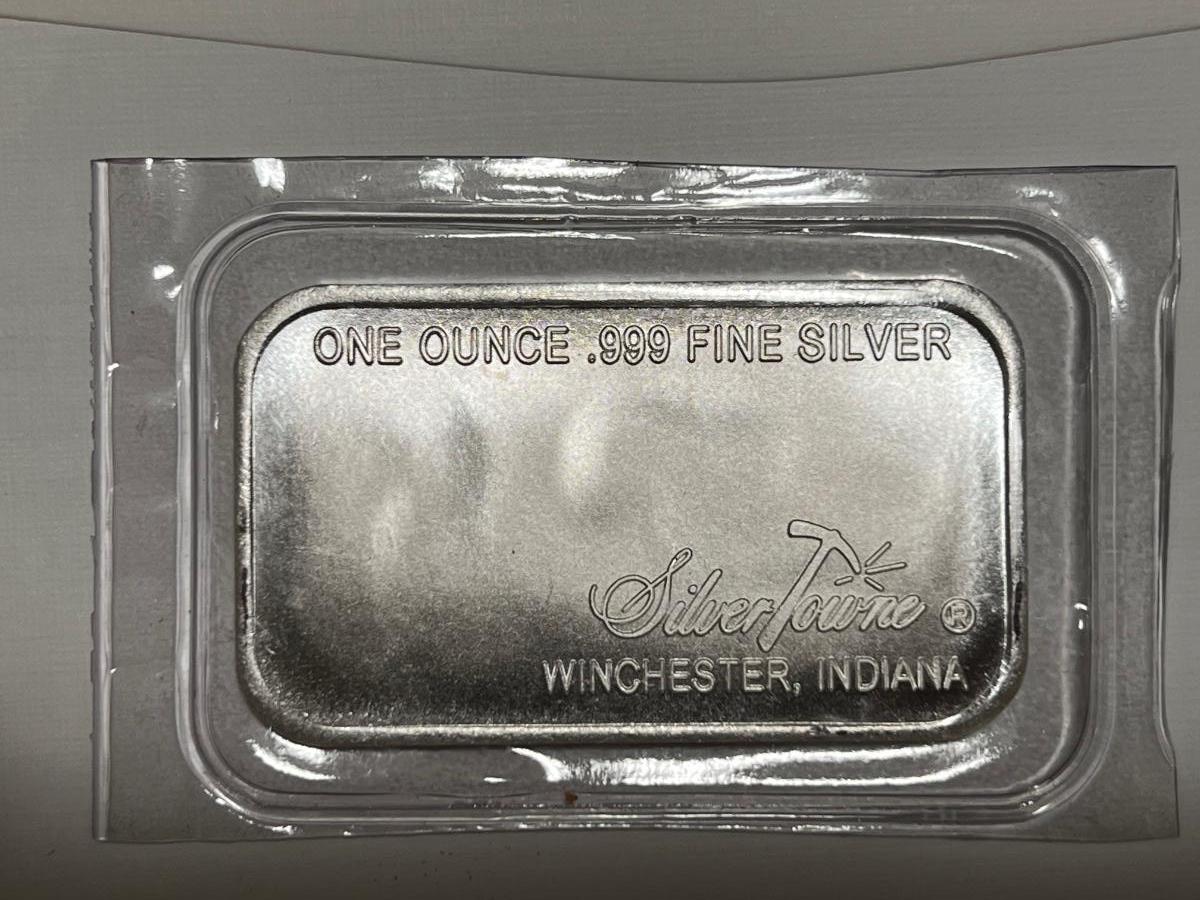 ONE OUNCE .999 FINE SILVER
SilverTowne ®
WINCHESTER, INDIANA